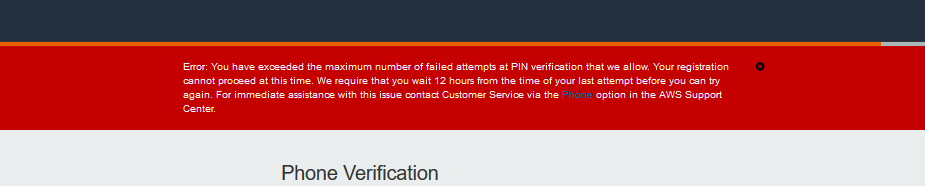 Error: You have exceeded the maximum number of failed attempts at PIN verification that we allow. Your registration
cannot proceed at this time. We require that you wait 12 hours from the time of your last attempt before you can try
again. For immediate assistance with this issue contact Customer Service via the Phone option in the AWS Support
Center.
Phone Verification